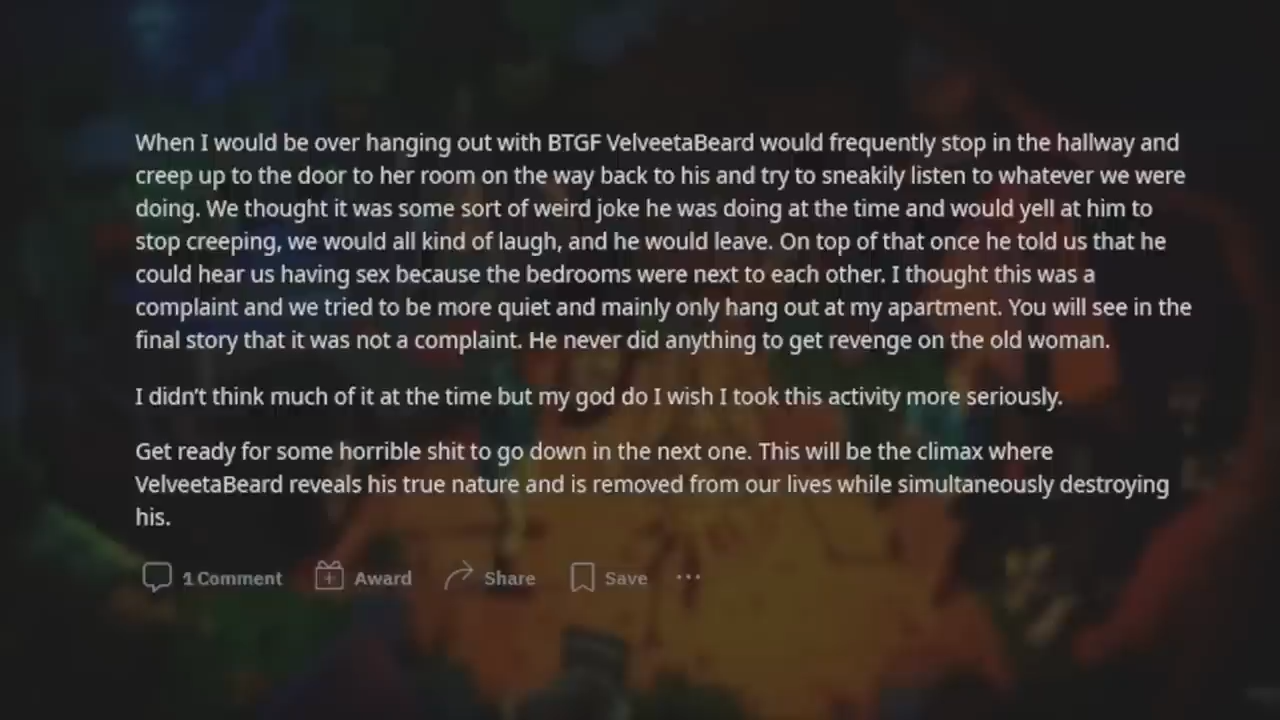 When I would be over hanging out with BTGF VelveetaBeard would frequently stop in the hallway and
creep up to the door to her room on the way back to his and try to sneakily listen to whatever we were
doing. We thought it was some sort of weird joke he was doing at the time and would yell at him to
stop creeping, we would all kind of laugh, and he would leave. On top of that once he told us that he
could hear us having sex because the bedrooms were next to each other. I thought this was a
complaint and we tried to be more quiet and mainly only hang out at my apartment. You will see in the
final story that it was not a complaint. He never did anything to get revenge on the old woman.
I didn't think much of it at the time but my god do I wish I took this activity more seriously.
Get ready for some horrible shit to go down in the next one. This will be the climax where
VelveetaBeard reveals his true nature and is removed from our lives while simultaneously destroying
his.
1 Comment Award Share Save ...